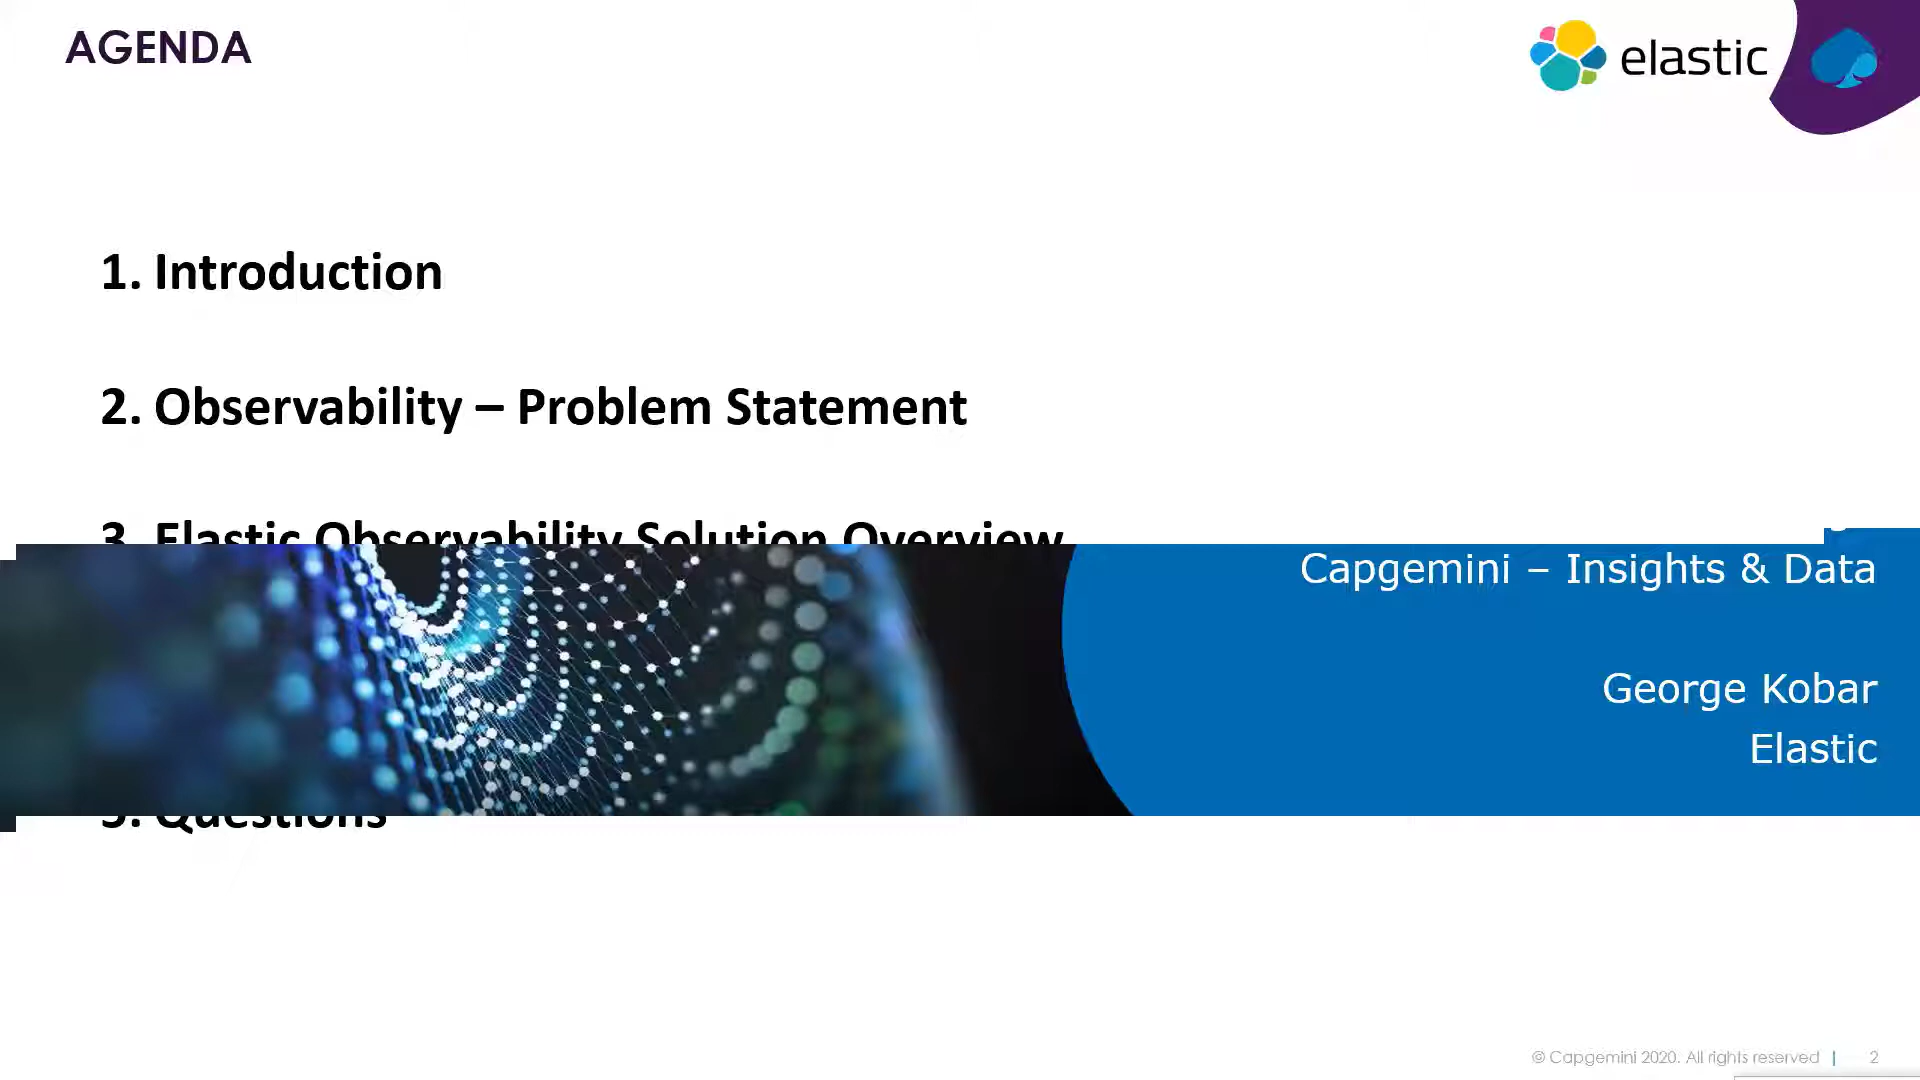 AGENDA
elastic
1. Introduction
2. Observability – Problem Statement
3. Elastic Observability Solution Overview
Capgemini – Insights & Data
George Kobar
Elastic
5. Questions
© Capgemini 2020. All rights reserved | 2